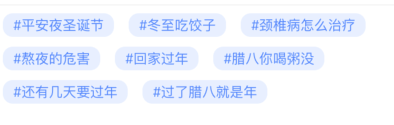 #平安夜圣诞节 #冬至吃饺子 #颈椎病怎么治疗
#熬夜的危害 #回家过年 #腊八你喝粥没
#还有几天要过年 #过了腊八就是年